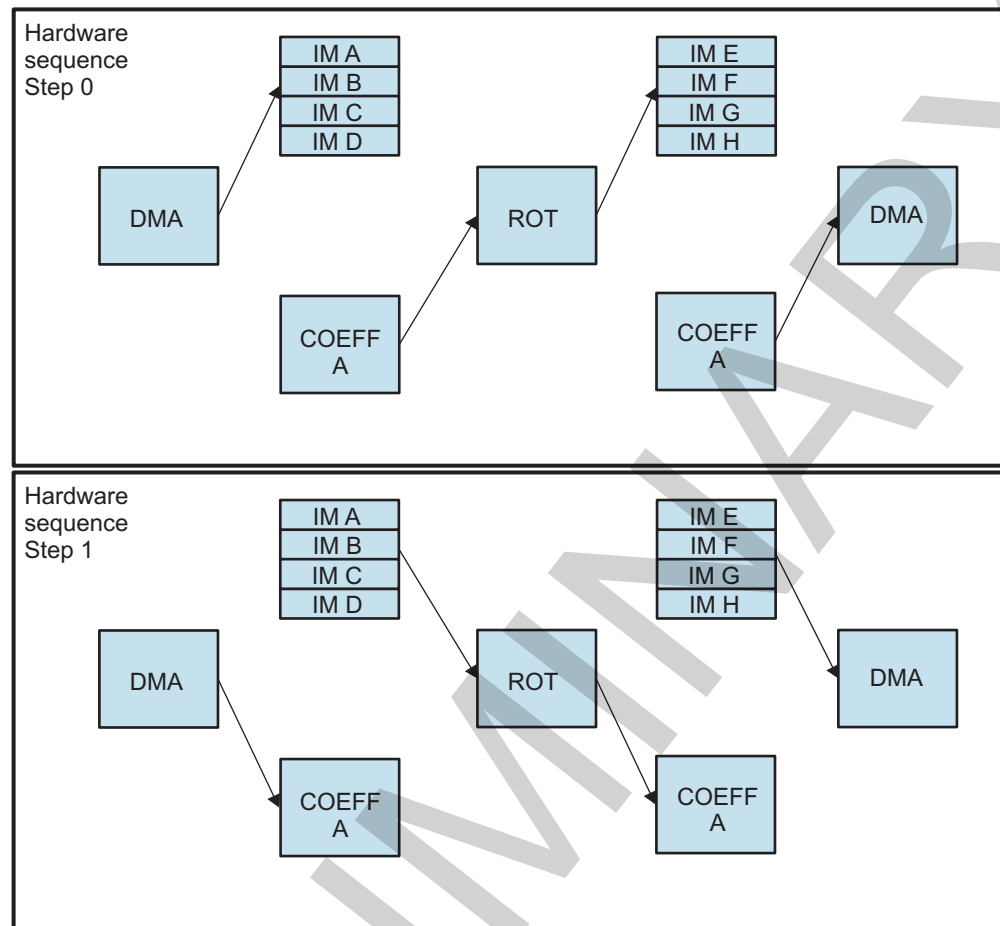 Hardware
sequence
Step 0
IM A
IM B
IM C
IM D
IM E
IM F
IM G
IM H
DMA
ROT
DMA
COEFF
A
COEFF
A
Hardware
sequence
Step 1
IM A
IM B
IM C
IM D
IM E
IM F
IM G
IM H
DMA
ROT
DMA
COEFF
A
COEFF
A